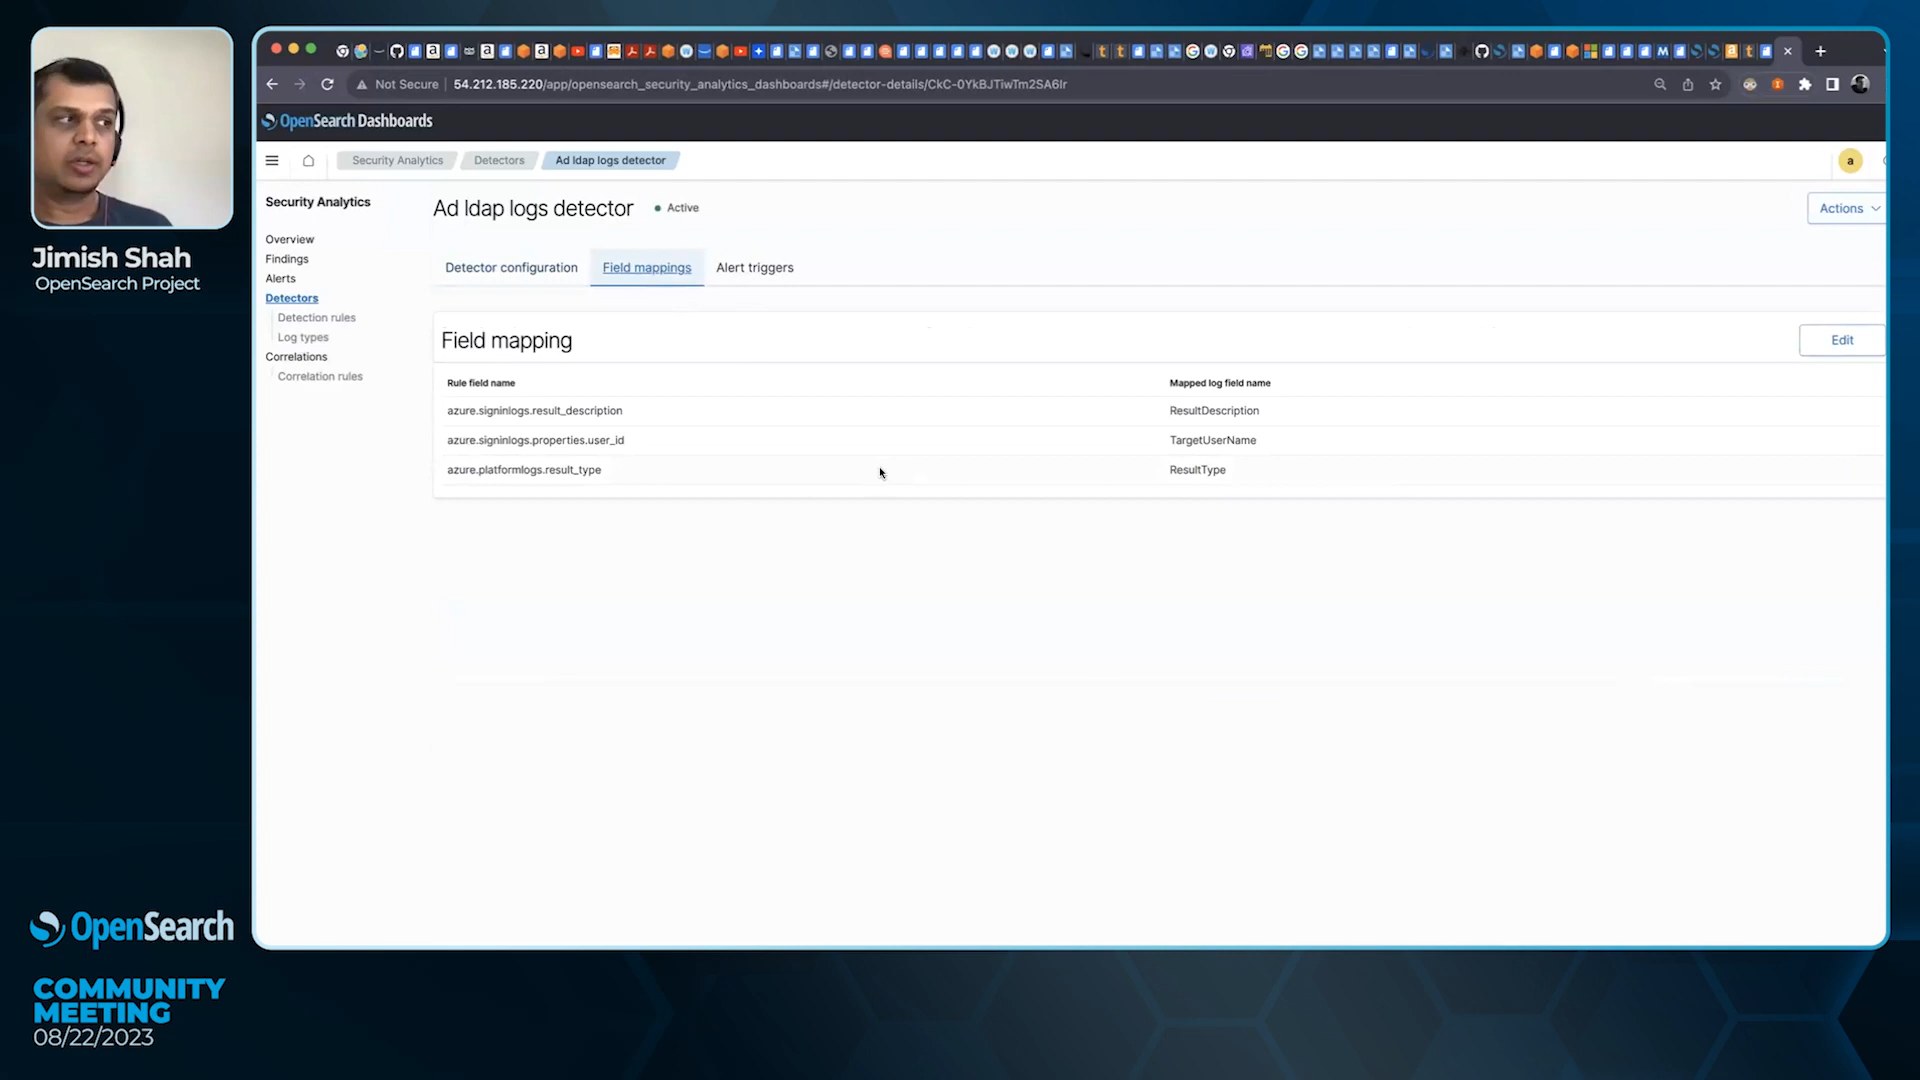 Jimish Shah
OpenSearch Project
Not Secure
54.212.185.220/app/opensearch_security_analytics_dashboards#/detector-details/CkC-0YkBJTiwTm2SA6Ir
OpenSearch Dashboards
Security Analytics
Detectors
Ad ldap logs detector
a
Security Analytics
Overview
Findings
Alerts
Detectors
Detection rules
Log types
Correlations
Correlation rules
Ad ldap logs detector
Active
Actions
Detector configuration
Field mappings
Alert triggers
Field mapping
Edit
Rule field name
Mapped log field name
azure.signinlogs.result_description
ResultDescription
azure.signinlogs.properties.user_id
TargetUserName
azure.platformlogs.result_type
ResultType
OpenSearch
COMMUNITY
MEETING
08/22/2023